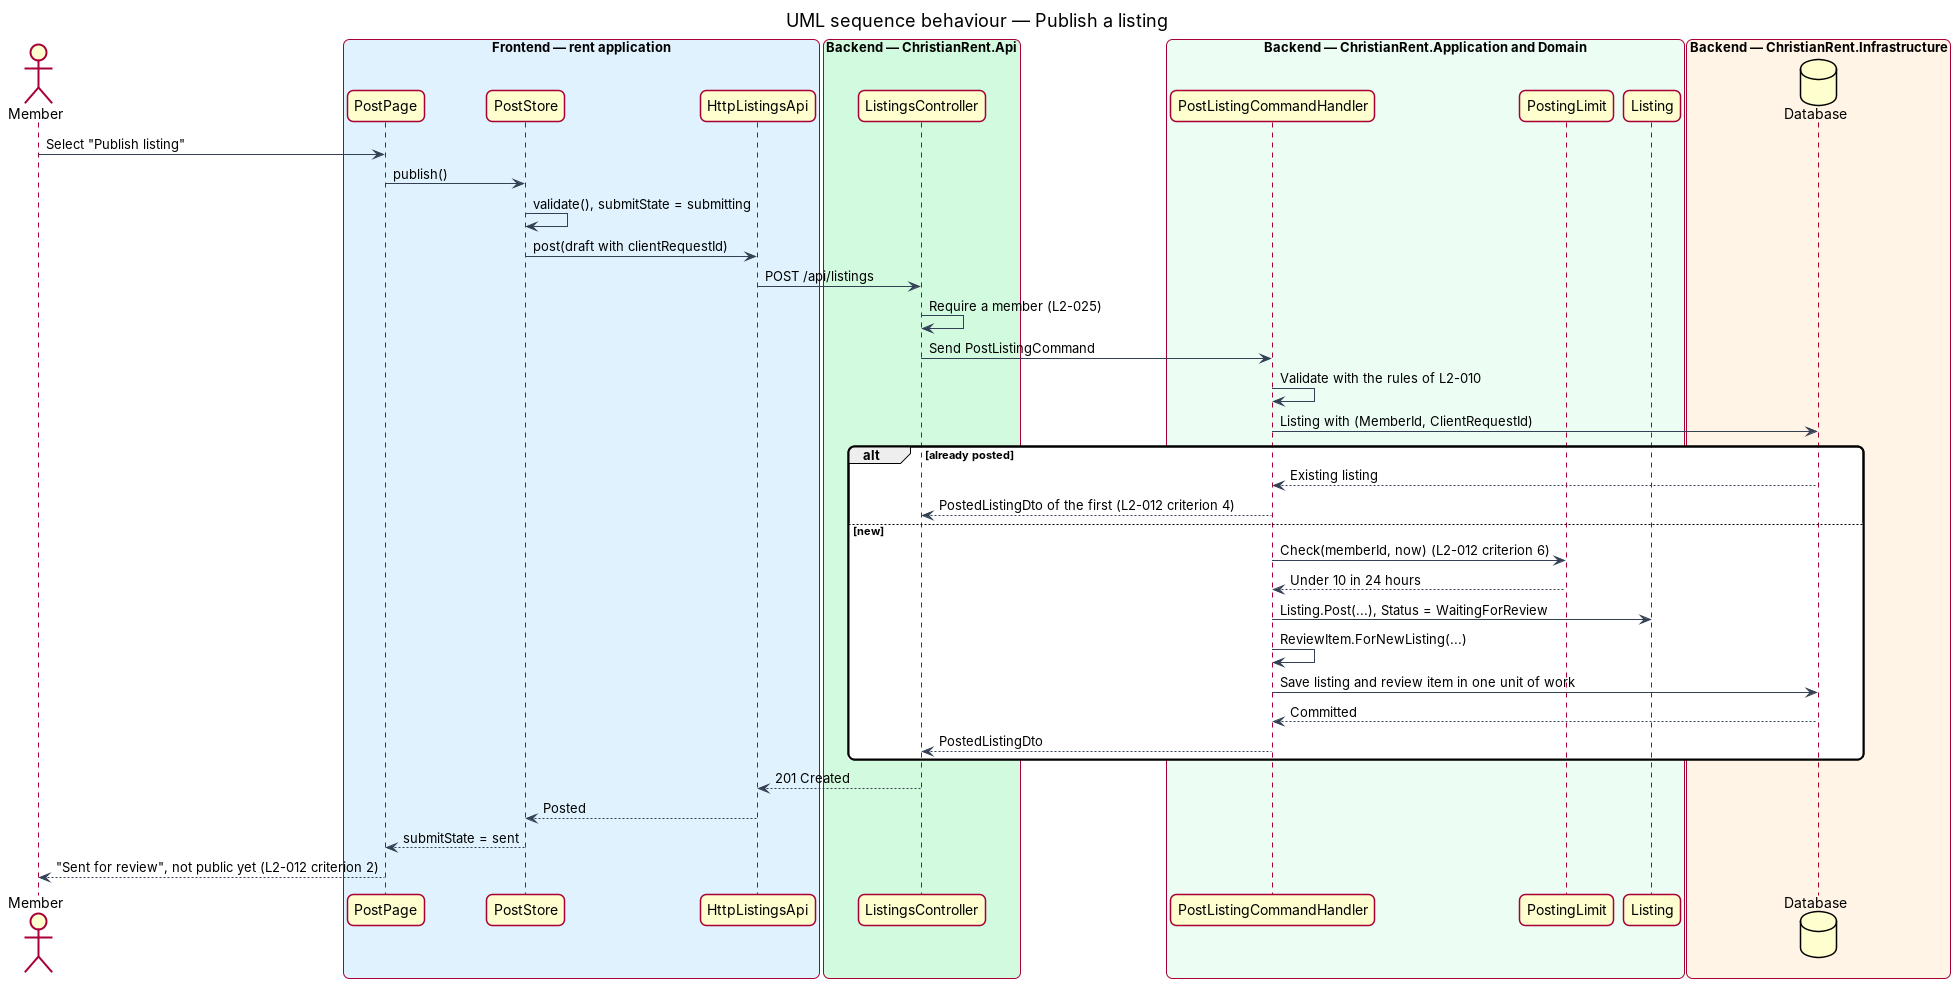 UML sequence behaviour — Publish a listing
Frontend — rent application
Backend — ChristianRent.Api
Backend — ChristianRent.Application and Domain
Backend — ChristianRent.Infrastructure
Member
PostPage
PostStore
HttpListingsApi
ListingsController
PostListingCommandHandler
PostingLimit
Listing
Database
Select "Publish listing"
publish()
validate(), submitState = submitting
post(draft with clientRequestId)
POST /api/listings
Require a member (L2-025)
Send PostListingCommand
Validate with the rules of L2-010
Listing with (MemberId, ClientRequestId)
alt
[already posted]
Existing listing
PostedListingDto of the first (L2-012 criterion 4)
[new]
Check(memberId, now) (L2-012 criterion 6)
Under 10 in 24 hours
Listing.Post(...), Status = WaitingForReview
ReviewItem.ForNewListing(...)
Save listing and review item in one unit of work
Committed
PostedListingDto
201 Created
Posted
submitState = sent
"Sent for review", not public yet (L2-012 criterion 2)
Member
PostPage
PostStore
HttpListingsApi
ListingsController
PostListingCommandHandler
PostingLimit
Listing
Database